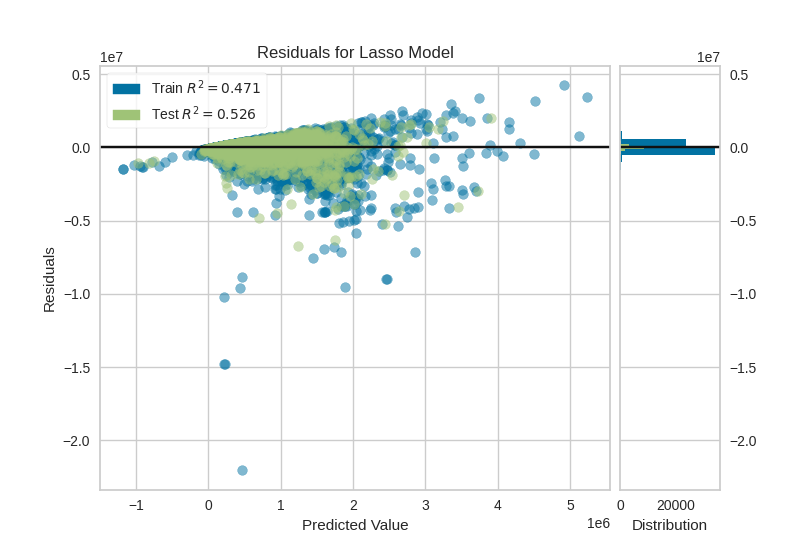 Residuals for Lasso Model
1e7
1e7
Train R² = 0.471
Test R² = 0.526
0.5
0.0
−0.5
−1.0
−1.5
−2.0
Residuals
−1
0
1
2
3
4
5
1e6
Predicted Value
0.5
0.0
−0.5
−1.0
−1.5
−2.0
0
20000
Distribution